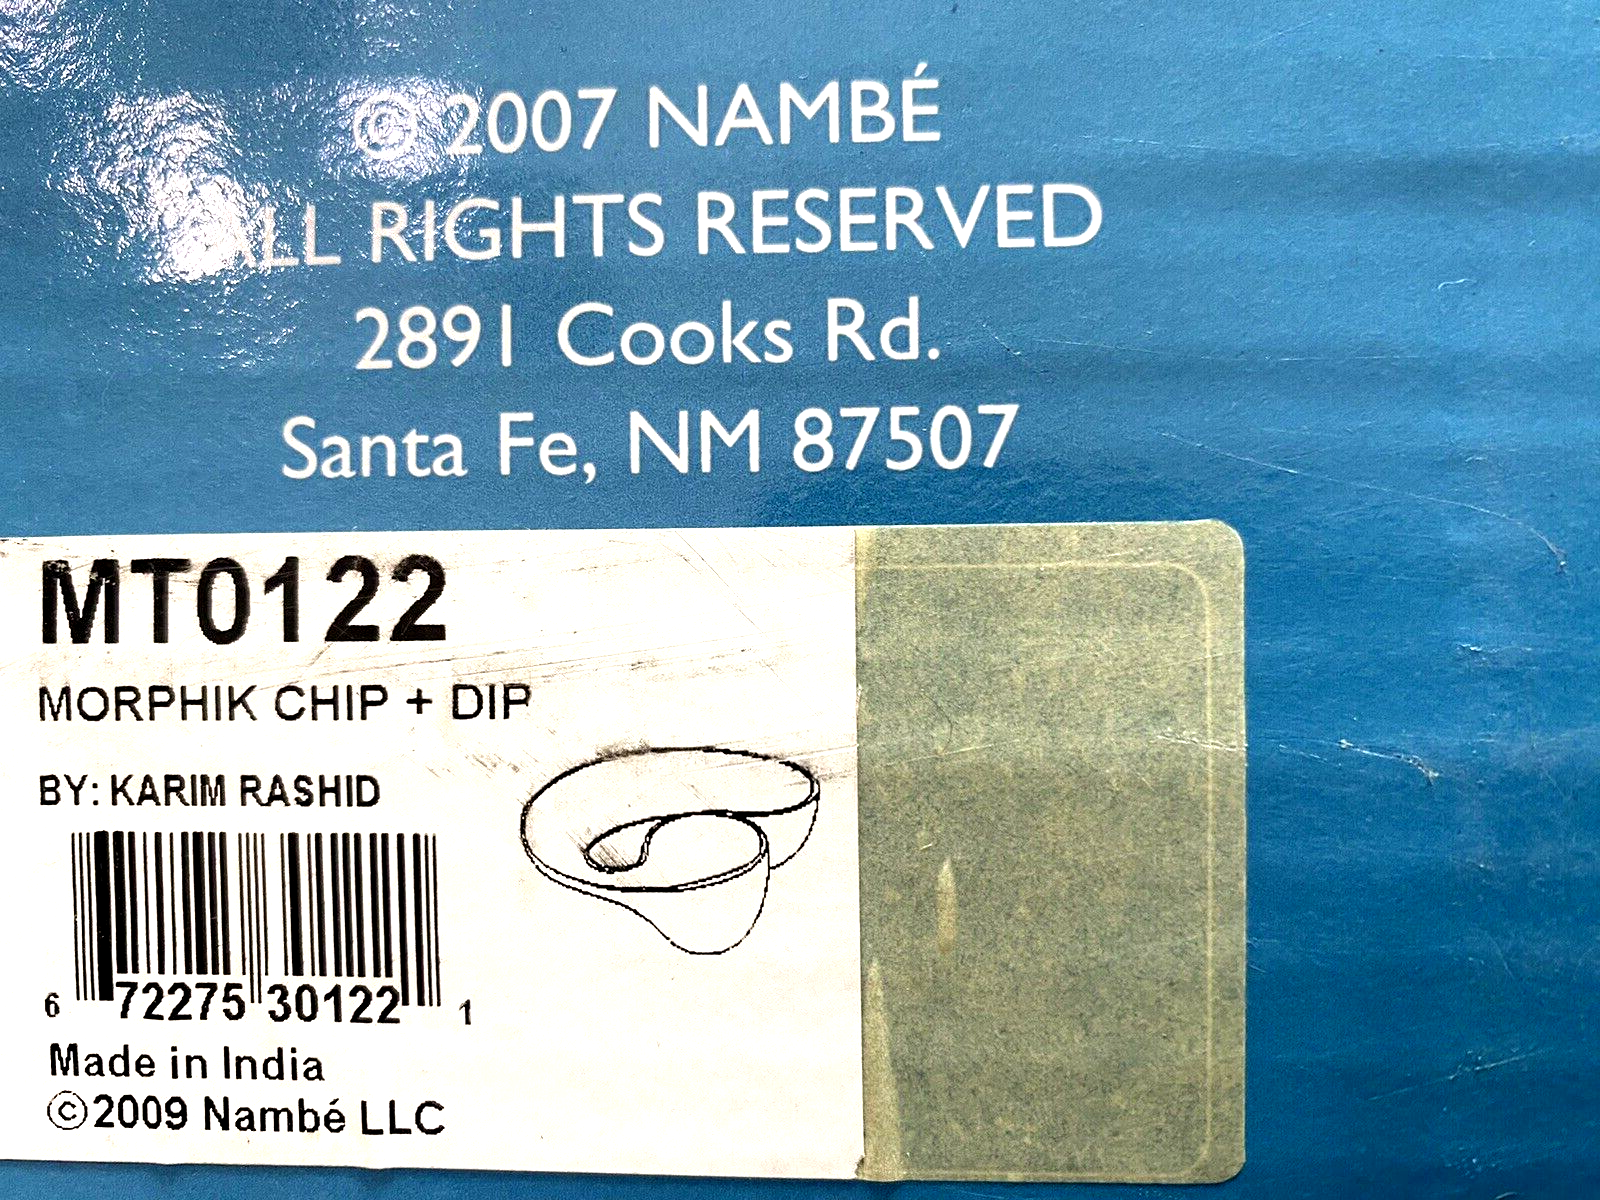 © 2007 NAMBÉ
ALL RIGHTS RESERVED
2891 Cooks Rd.
Santa Fe, NM 87507
MT0122
MORPHIK CHIP + DIP
BY: KARIM RASHID
6 72275 30122 1
Made in India
©2009 Nambé LLC